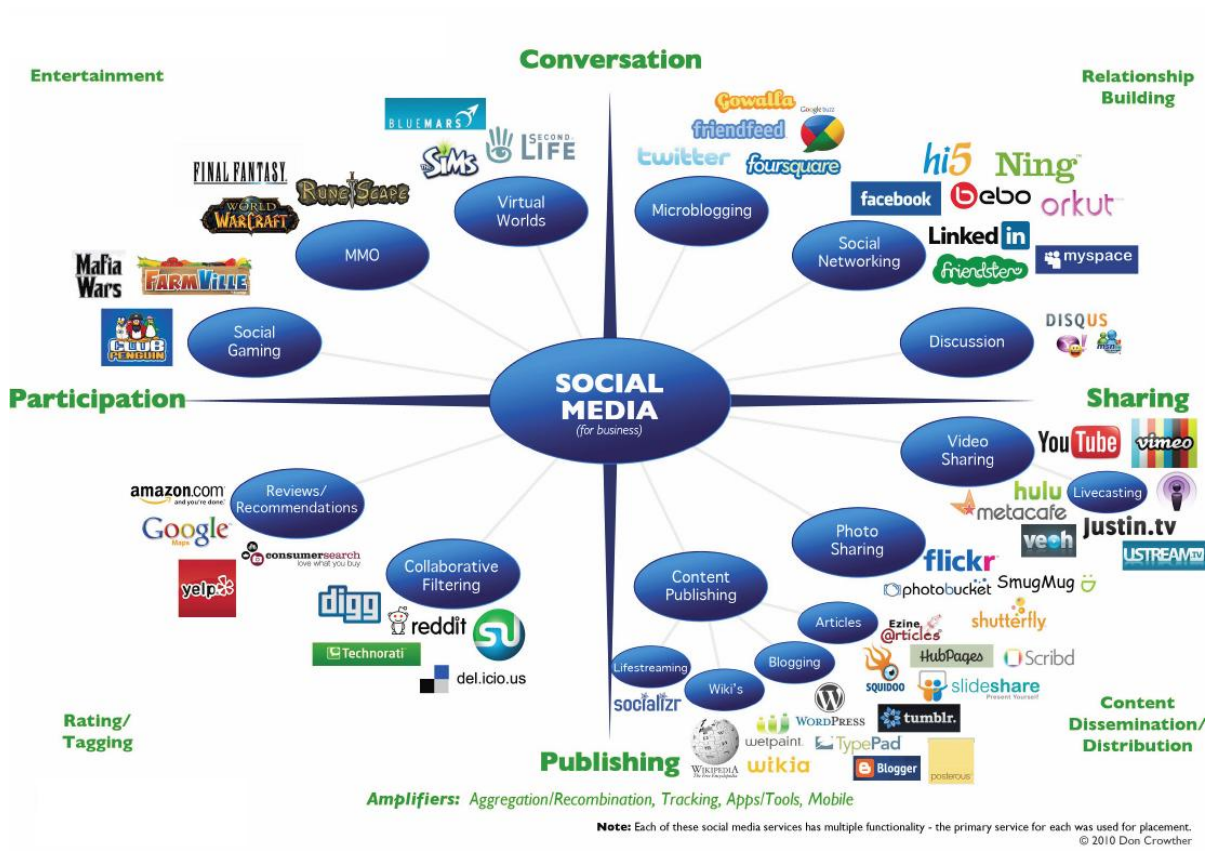 Conversation
Entertainment
Relationship
Building
BLUEMARS
SECOND
LIFE
THE
SiMS
FINAL FANTASY
WORLD
WARCRAFT
RUNE SCAPE
Virtual
Worlds
MMO
Mafia
Wars
FARMVILLE
CLUB
PENGUIN
Social
Gaming
Gowalla
Google buzz
friendfeed
twitter
foursquare
Microblogging
hi5
Ning
facebook
bebo
orkut
Linked in
friendster
myspace
Social
Networking
Discussion
DISQUS
Y!
msn
SOCIAL
MEDIA
(for business)
Participation
Sharing
Video
Sharing
YouTube
vimeo
hulu
metacafe
veoh
Livecasting
Justin.tv
USTREAM TV
Photo
Sharing
flickr
photobucket
SmugMug
shutterfly
Reviews/
Recommendations
amazon.com
and you're done.
Google
Maps
consumersearch
love what you buy
yelp
Collaborative
Filtering
digg
reddit
SU
Technorati
del.icio.us
Content
Publishing
Articles
Ezine
@rticles
HubPages
Scribd
SQUIDOO
slideshare
Present Yourself
Blogging
WORDPRESS
tumblr.
TypePad
Blogger
posterous
Lifestreaming
socializr
Wiki's
WIKIPEDIA
The Free Encyclopedia
wetpaint
wikia
Rating/
Tagging
Content
Dissemination/
Distribution
Publishing
Amplifiers: Aggregation/Recombination, Tracking, Apps/Tools, Mobile
Note: Each of these social media services has multiple functionality - the primary service for each was used for placement.
© 2010 Don Crowther